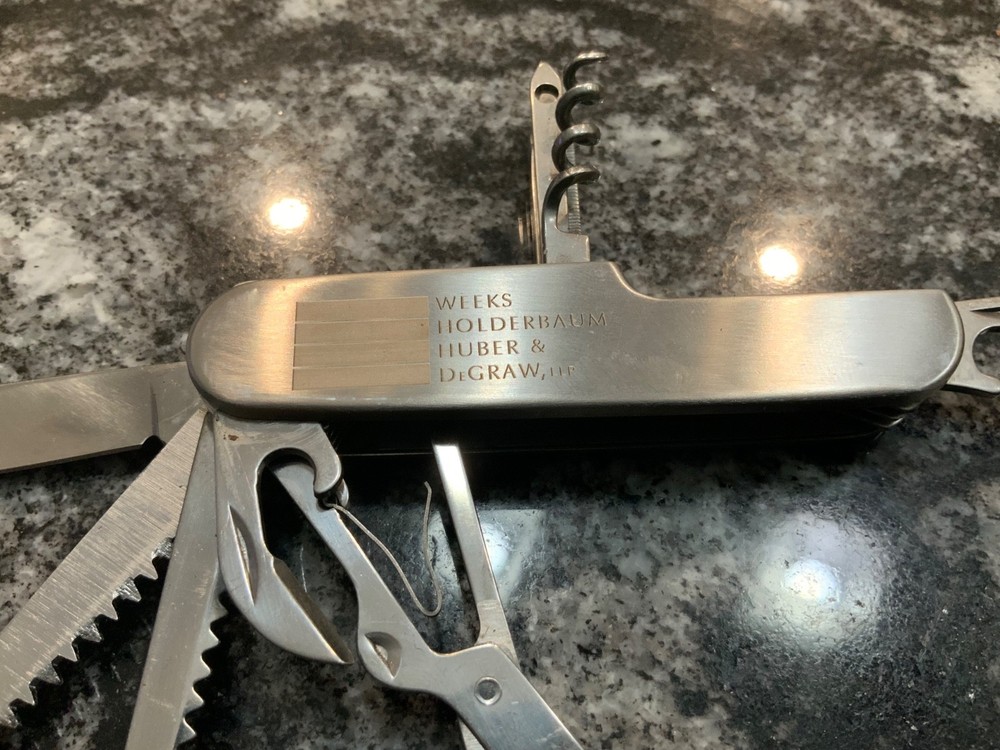 WEEKS
HOLDERBAUM
HUBER &
DeGRAW, LLP